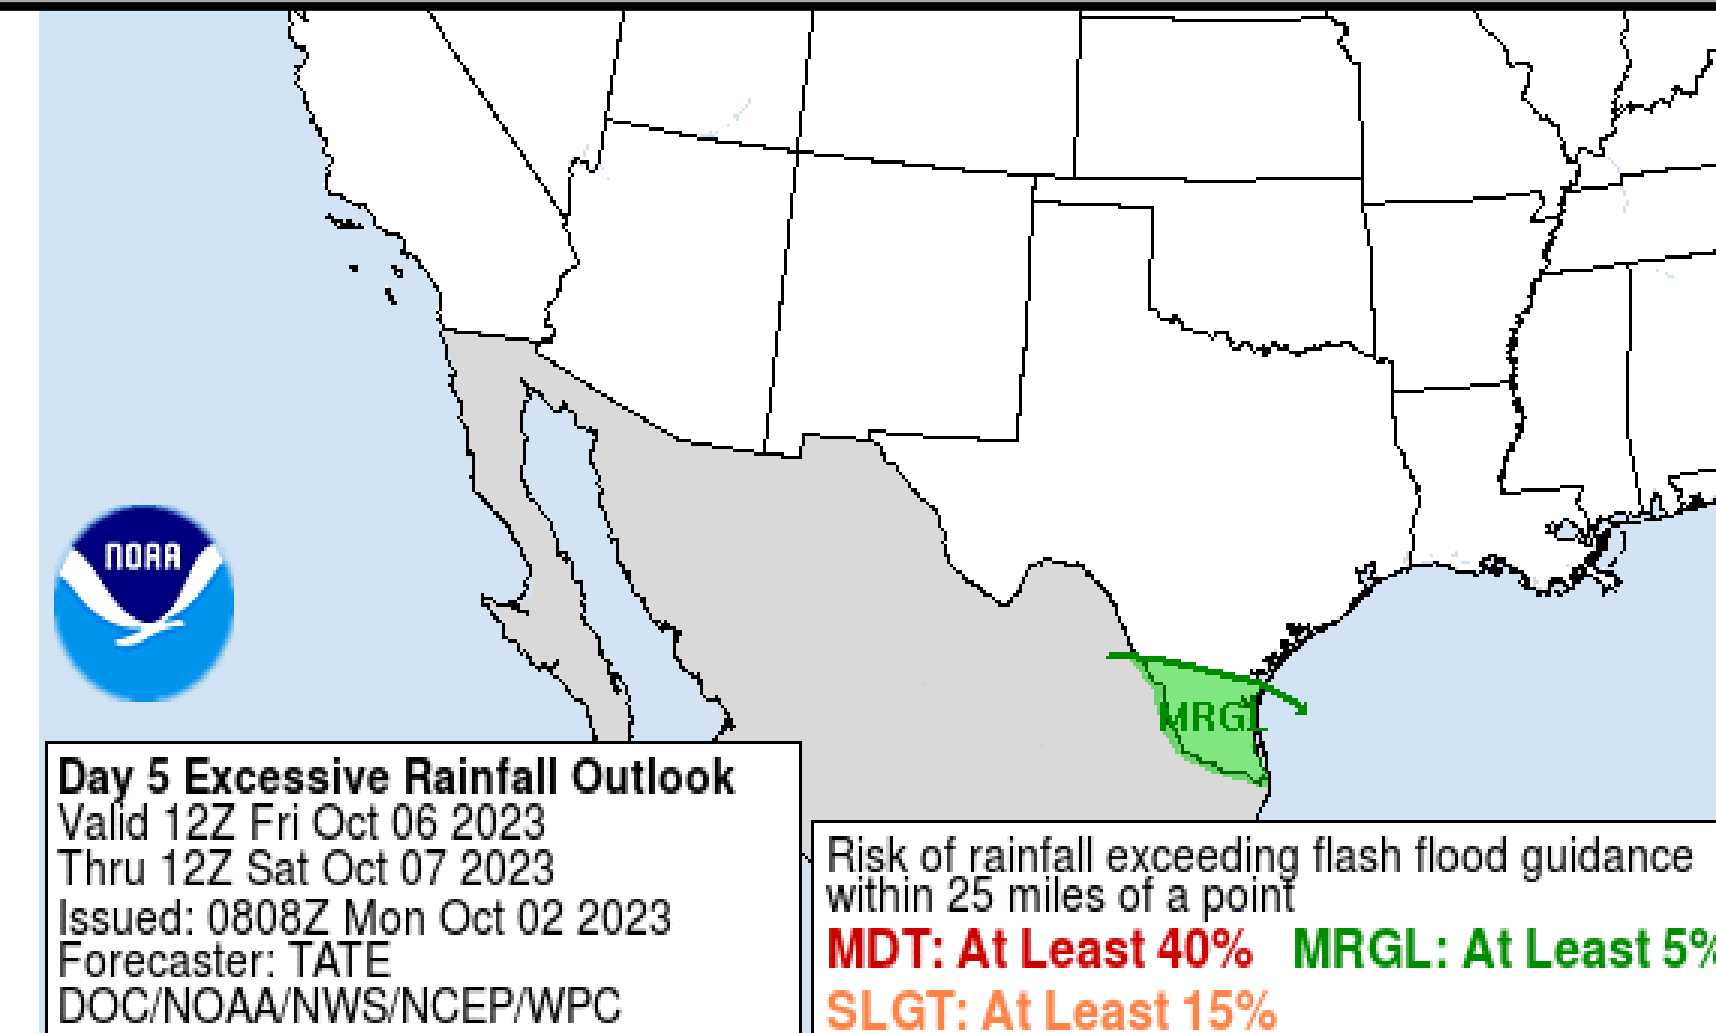 NOAA
MRGL
Day 5 Excessive Rainfall Outlook
Valid 12Z Fri Oct 06 2023
Thru 12Z Sat Oct 07 2023
Issued: 0808Z Mon Oct 02 2023
Forecaster: TATE
DOC/NOAA/NWS/NCEP/WPC
Risk of rainfall exceeding flash flood guidance
within 25 miles of a point
MDT: At Least 40% MRGL: At Least 5%
SLGT: At Least 15%